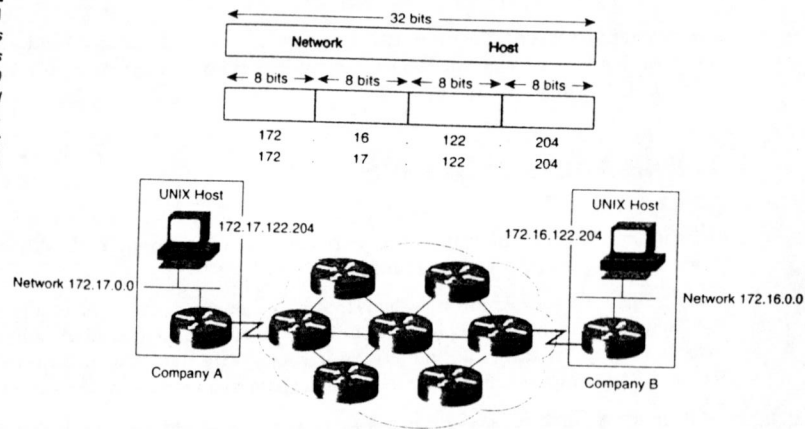 32 bits
Network Host
8 bits 8 bits 8 bits 8 bits
172 . 16 . 122 . 204
172 . 17 . 122 . 204
UNIX Host
172.17.122.204
Network 172.17.0.0
Company A
UNIX Host
172.16.122.204
Network 172.16.0.0
Company B